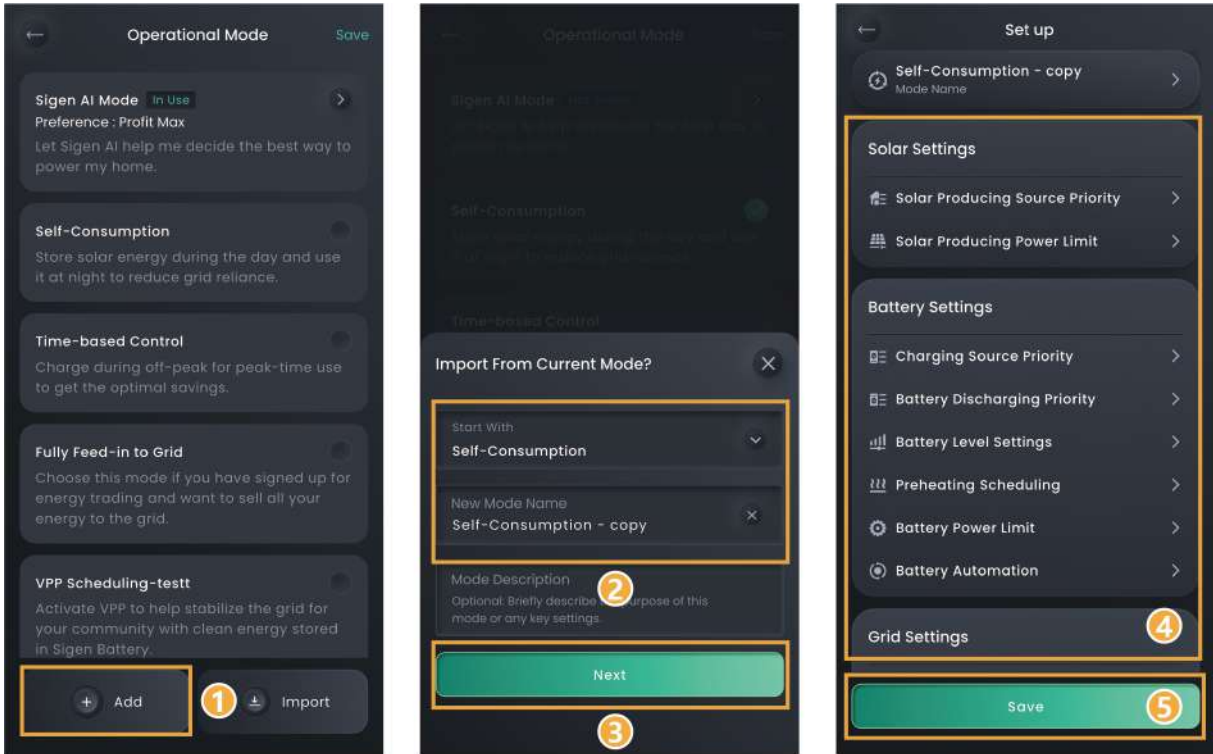 Operational Mode
Save
Sigen AI Mode In Use
Preference : Profit Max
Let Sigen AI help me decide the best way to
power my home.
Self-Consumption
Store solar energy during the day and use
it at night to reduce grid reliance.
Time-based Control
Charge during off-peak for peak-time use
to get the optimal savings.
Fully Feed-in to Grid
Choose this mode if you have signed up for
energy trading and want to sell all your
energy to the grid.
VPP Scheduling-testt
Activate VPP to help stabilize the grid for
your community with clean energy stored
in Sigen Battery.
+ Add
1
Import
Operational Mode
Sigen AI Mode
Self-Consumption
Time-based Control
Import From Current Mode?
Start With
Self-Consumption
New Mode Name
Self-Consumption - copy
Mode Description
2
Optional: Briefly describe purpose of this
mode or any key settings.
Next
3
Set up
Self-Consumption - copy
Mode Name
Solar Settings
Solar Producing Source Priority
Solar Producing Power Limit
Battery Settings
Charging Source Priority
Battery Discharging Priority
Battery Level Settings
Preheating Scheduling
Battery Power Limit
Battery Automation
Grid Settings
4
Save
5